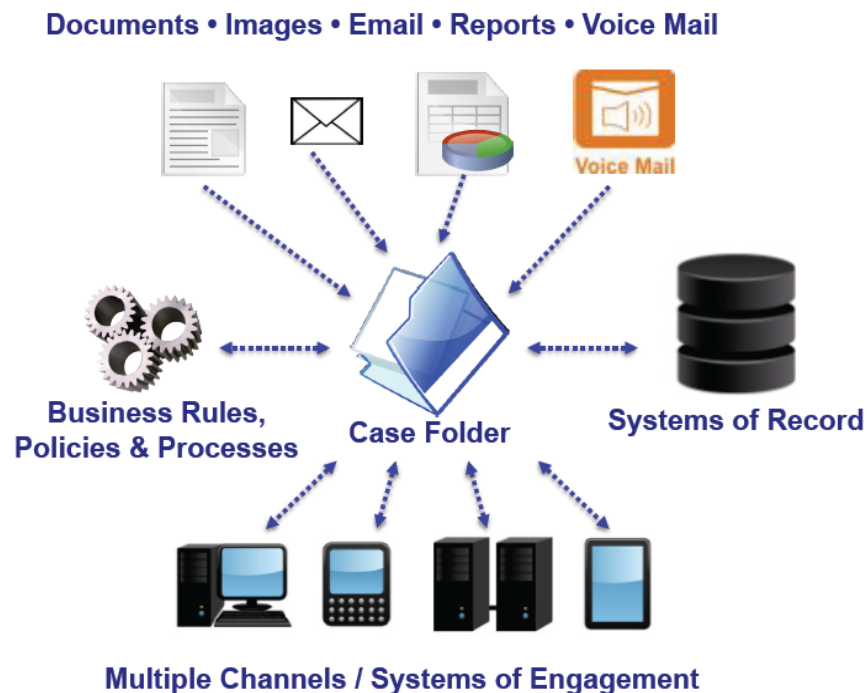 Documents • Images • Email • Reports • Voice Mail
Voice Mail
Business Rules,
Policies & Processes
Case Folder
Systems of Record
Multiple Channels / Systems of Engagement